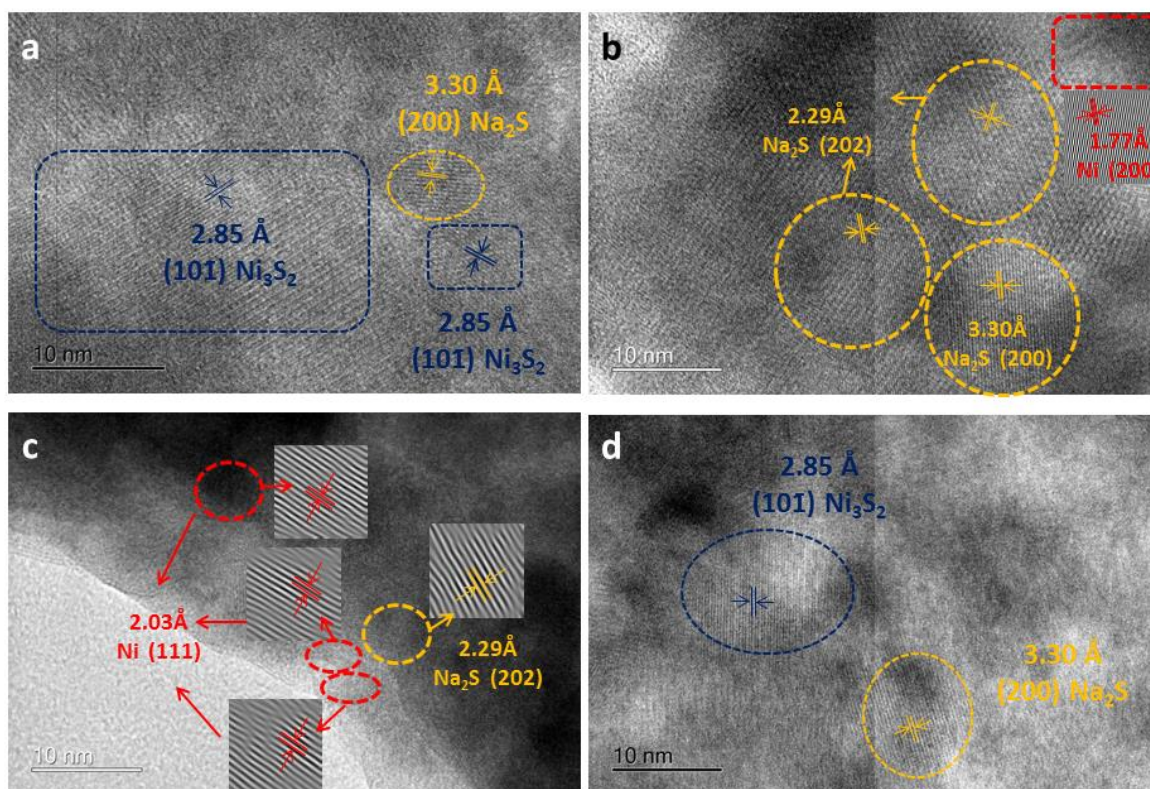 a
3.30 Å
(200) Na₂S
2.85 Å
(101̄) Ni₃S₂
2.85 Å
(101̄) Ni₃S₂
10 nm
b
2.29Å
Na₂S (202)
1.77Å
Ni (200
3.30Å
Na₂S (200)
10 nm
c
2.03Å
Ni (111)
2.29Å
Na₂S (202)
10 nm
d
2.85 Å
(101̄) Ni₃S₂
3.30 Å
(200) Na₂S
10 nm